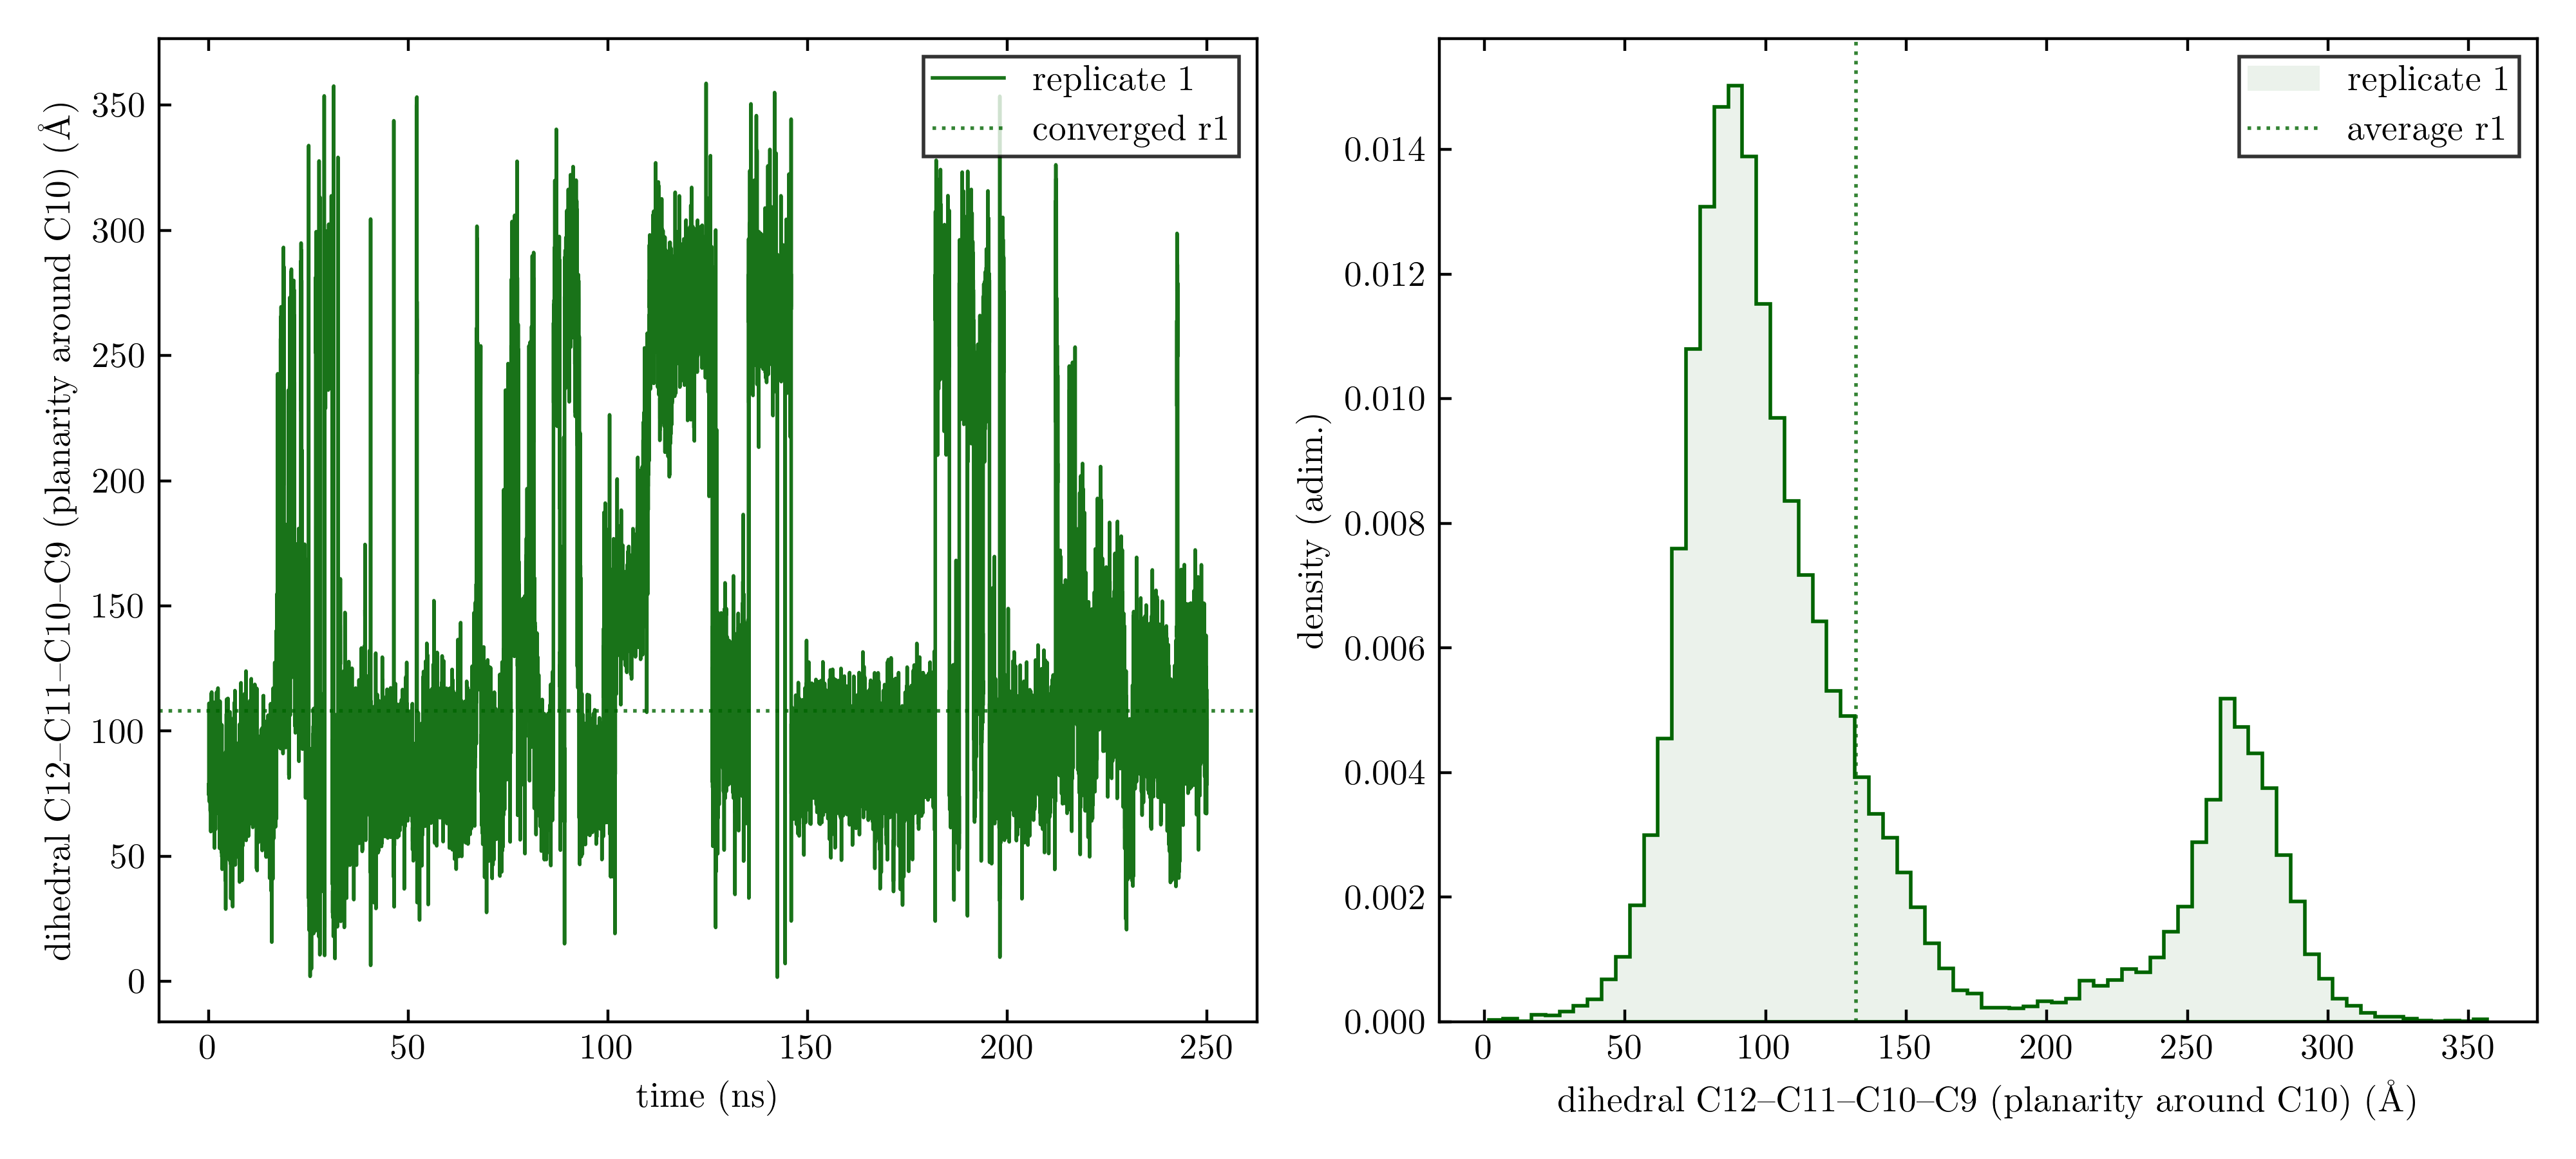 dihedral C12–C11–C10–C9 (planarity around C10) (Å)
350
300
250
200
150
100
50
0
replicate 1
converged r1
0 50 100 150 200 250
time (ns)
density (adim.)
0.014
0.012
0.010
0.008
0.006
0.004
0.002
0.000
replicate 1
average r1
0 50 100 150 200 250 300 350
dihedral C12–C11–C10–C9 (planarity around C10) (Å)